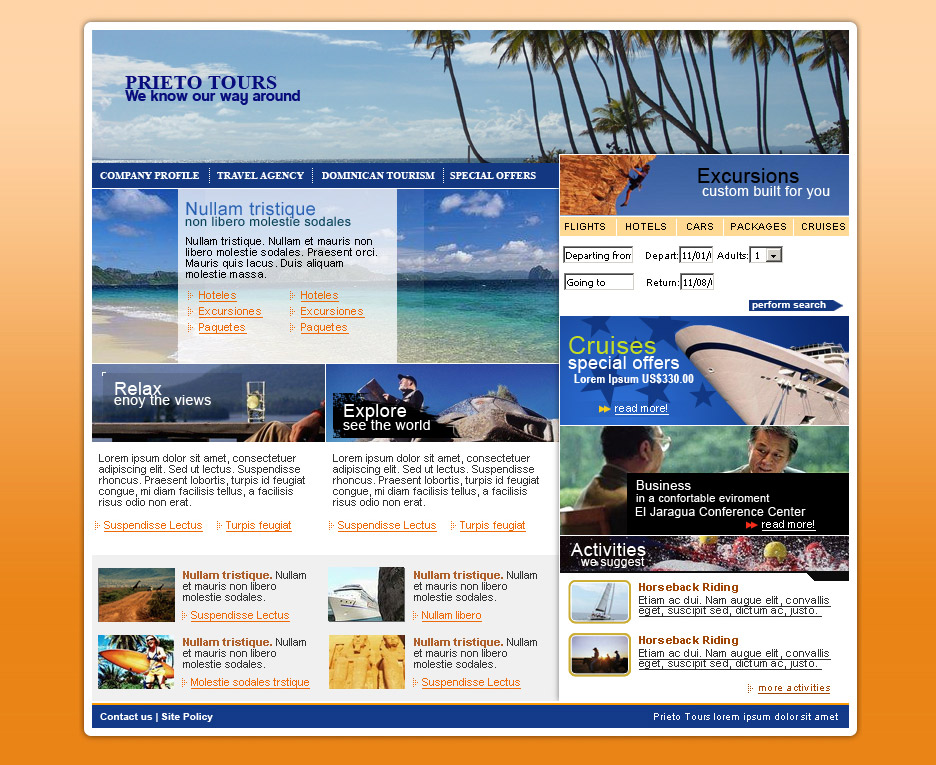 PRIETO TOURS
We know our way around
COMPANY PROFILE
TRAVEL AGENCY
DOMINICAN TOURISM
SPECIAL OFFERS
Nullam tristique
non libero molestie sodales
Nullam tristique. Nullam et mauris non
libero molestie sodales. Praesent orci.
Mauris quis lacus. Duis aliquam
molestie massa.
Hoteles
Hoteles
Excursiones
Excursiones
Paquetes
Paquetes
Relax
enoy the views
Explore
see the world
Lorem ipsum dolor sit amet, consectetuer
adipiscing elit. Sed ut lectus. Suspendisse
rhoncus. Praesent lobortis, turpis id feugiat
congue, mi diam facilisis tellus, a facilisis
risus odio non erat.
Suspendisse Lectus
Turpis feugiat
Lorem ipsum dolor sit amet, consectetuer
adipiscing elit. Sed ut lectus. Suspendisse
rhoncus. Praesent lobortis, turpis id feugiat
congue, mi diam facilisis tellus, a facilisis
risus odio non erat.
Suspendisse Lectus
Turpis feugiat
Nullam tristique. Nullam
et mauris non libero
molestie sodales.
Suspendisse Lectus
Nullam tristique. Nullam
et mauris non libero
molestie sodales.
Nullam libero
Nullam tristique. Nullam
et mauris non libero
molestie sodales.
Molestie sodales trstique
Nullam tristique. Nullam
et mauris non libero
molestie sodales.
Suspendisse Lectus
Excursions
custom built for you
FLIGHTS
HOTELS
CARS
PACKAGES
CRUISES
Departing from
Depart: 11/01/
Adults: 1
Going to
Return: 11/08/
perform search
Cruises
special offers
Lorem Ipsum US$330.00
read more!
Business
in a confortable eviroment
El Jaragua Conference Center
read more!
Activities
we suggest
Horseback Riding
Etiam ac dui. Nam augue elit, convallis
eget, suscipit sed, dictum ac, justo.
Horseback Riding
Etiam ac dui. Nam augue elit, convallis
eget, suscipit sed, dictum ac, justo.
more activities
Contact us | Site Policy
Prieto Tours lorem ipsum dolor sit amet